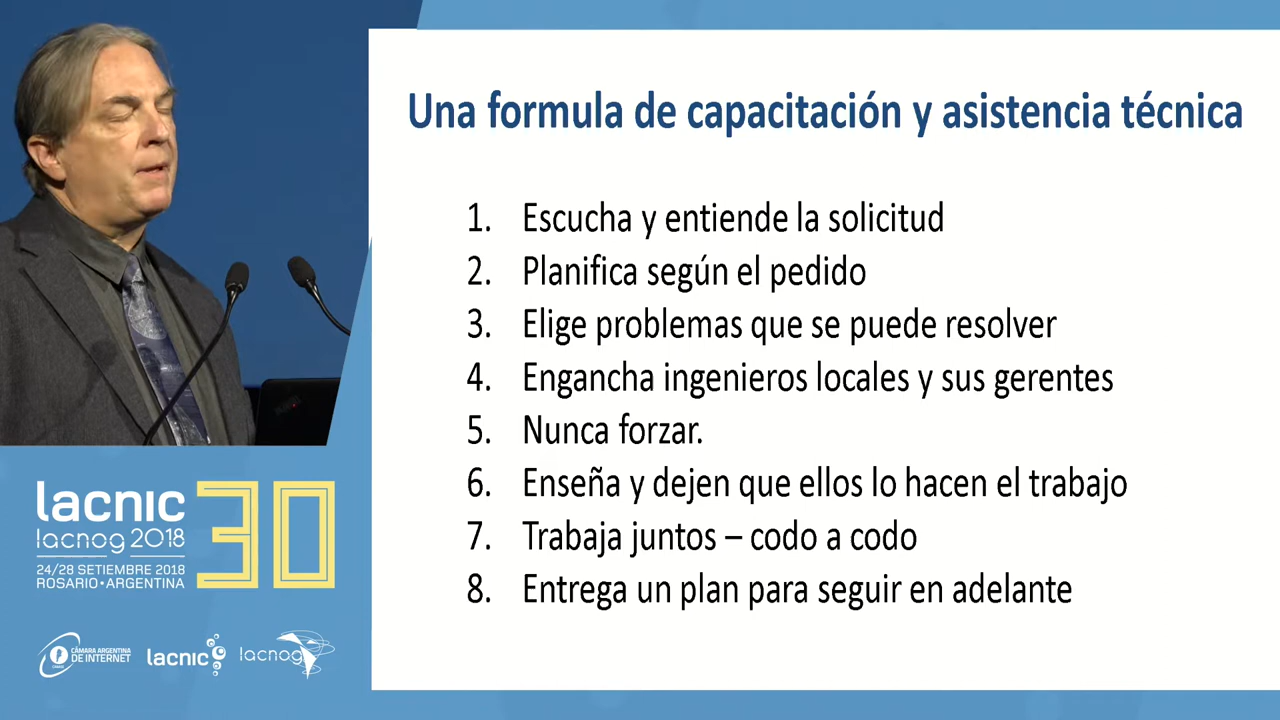 Una formula de capacitación y asistencia técnica
1. Escucha y entiende la solicitud
2. Planifica según el pedido
3. Elige problemas que se puede resolver
4. Engancha ingenieros locales y sus gerentes
5. Nunca forzar.
6. Enseña y dejen que ellos lo hacen el trabajo
7. Trabaja juntos – codo a codo
8. Entrega un plan para seguir en adelante
lacnic 30
lacnog 2018
24/28 SETIEMBRE 2018
ROSARIO • ARGENTINA
CÁMARA ARGENTINA
DE INTERNET
lacnic
lacnog